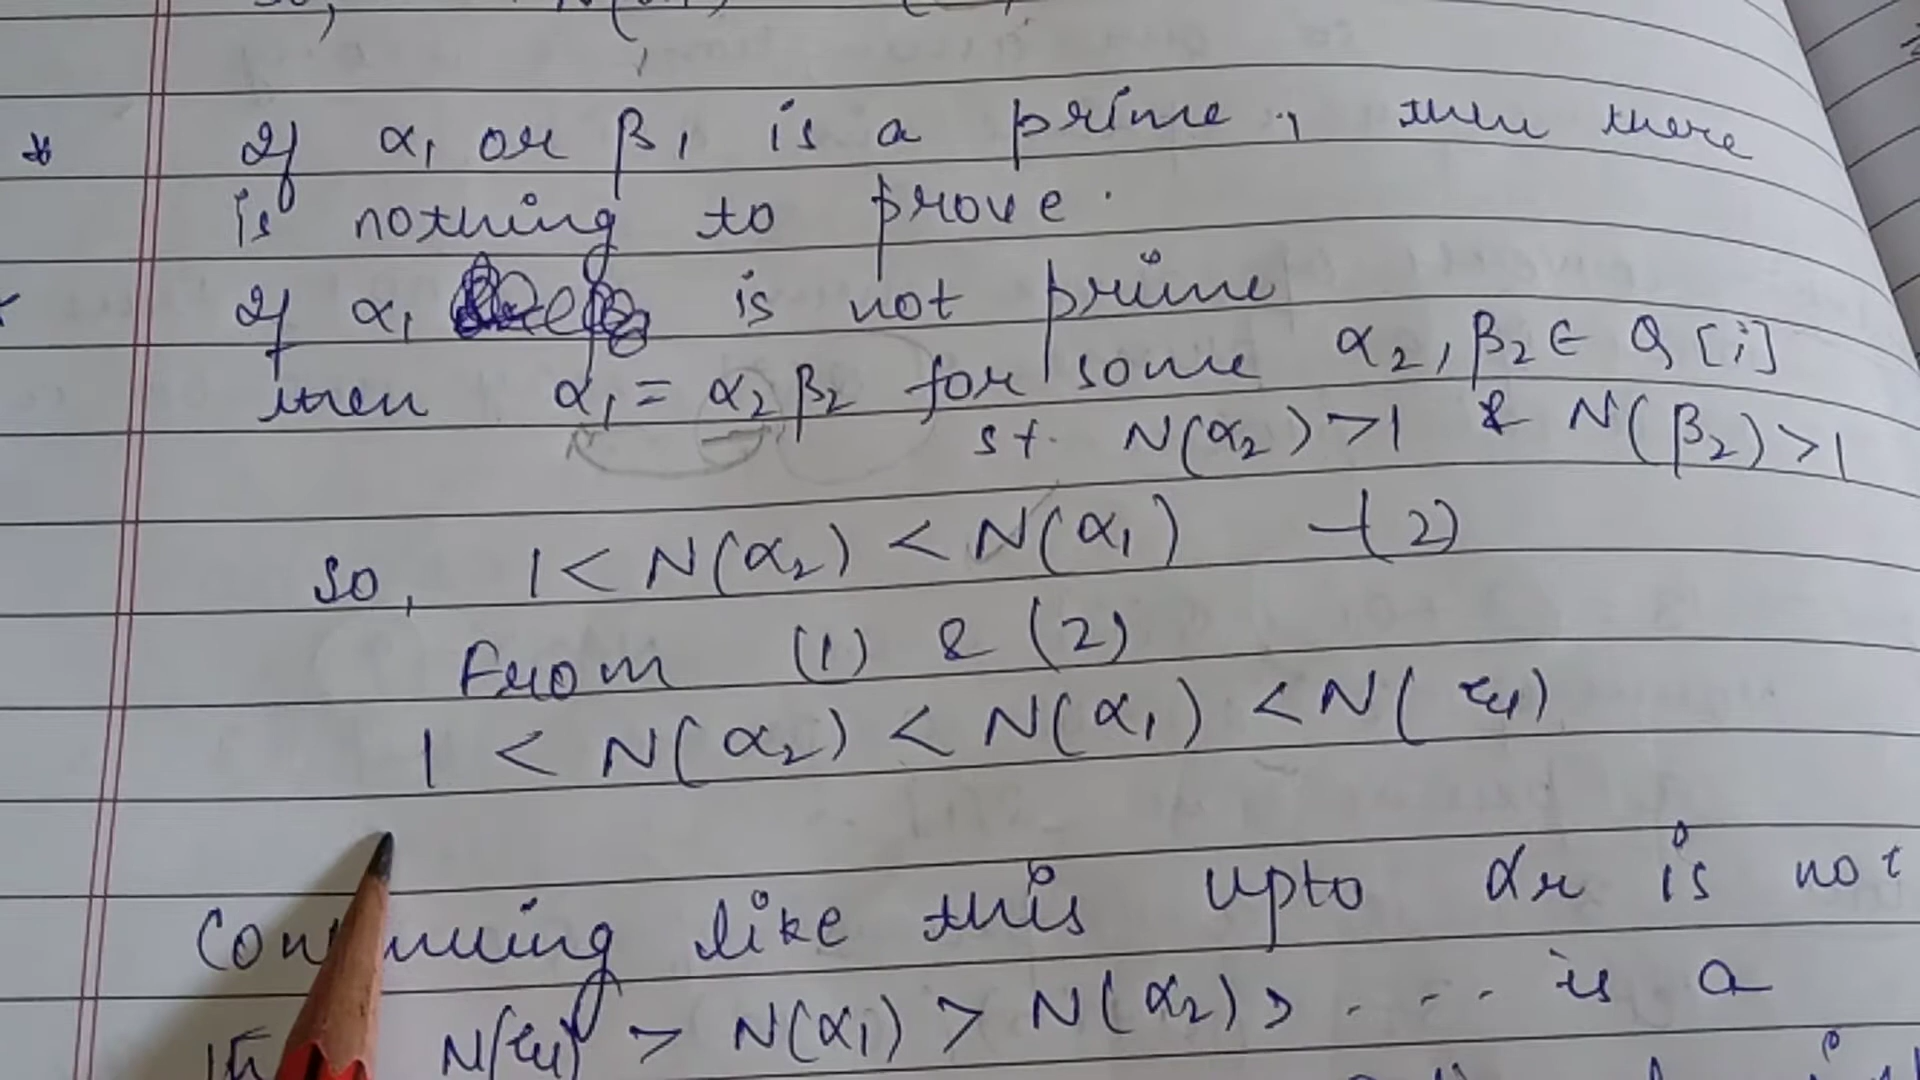 If α₁ or β₁ is a prime, then there
is nothing to prove.
If α₁ is not prime
then α₁ = α₂β₂ for some α₂, β₂ ∈ Q[i]
st. N(α₂) > 1 & N(β₂) > 1
so, 1 < N(α₂) < N(α₁) -(2)
From (1) & (2)
1 < N(α₂) < N(α₁) < N(
Continuing like this upto αr is not
> N(α₁) > N(α₂) > .... is a